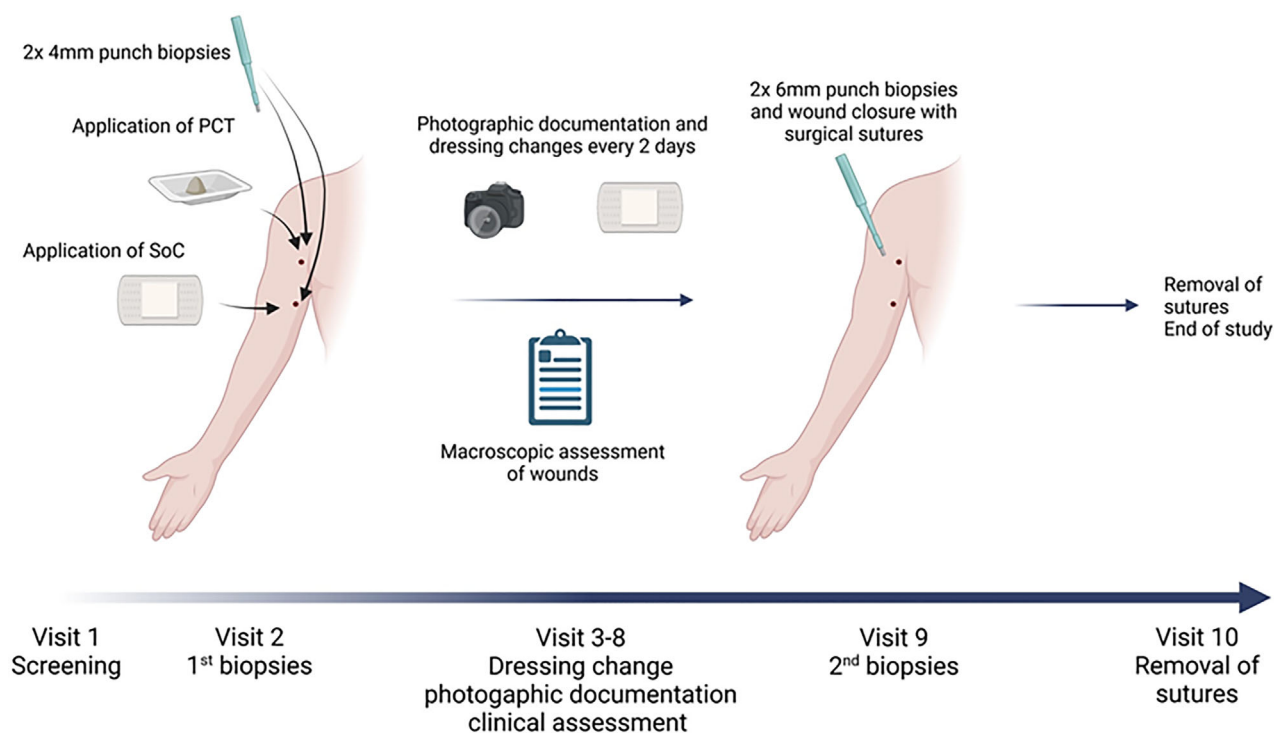 2x 4mm punch biopsies
Application of PCT
Application of SoC
Photographic documentation and
dressing changes every 2 days
Macroscopic assessment
of wounds
2x 6mm punch biopsies
and wound closure with
surgical sutures
Removal of
sutures
End of study
Visit 1
Screening
Visit 2
1st biopsies
Visit 3-8
Dressing change
photogaphic documentation
clinical assessment
Visit 9
2nd biopsies
Visit 10
Removal of
sutures